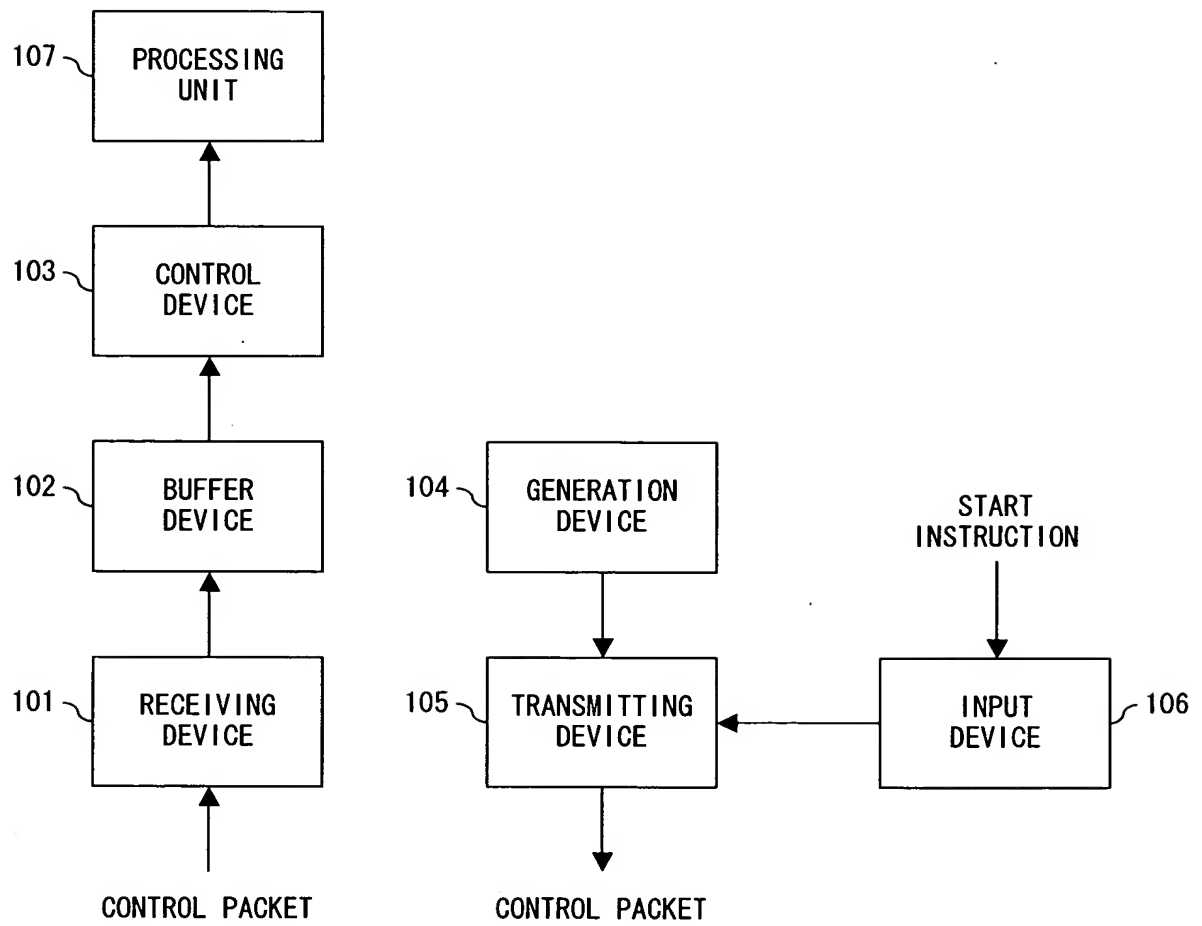 107
PROCESSING
UNIT
103
CONTROL
DEVICE
102
BUFFER
DEVICE
104
GENERATION
DEVICE
START
INSTRUCTION
101
RECEIVING
DEVICE
105
TRANSMITTING
DEVICE
INPUT
DEVICE
106
CONTROL PACKET
CONTROL PACKET